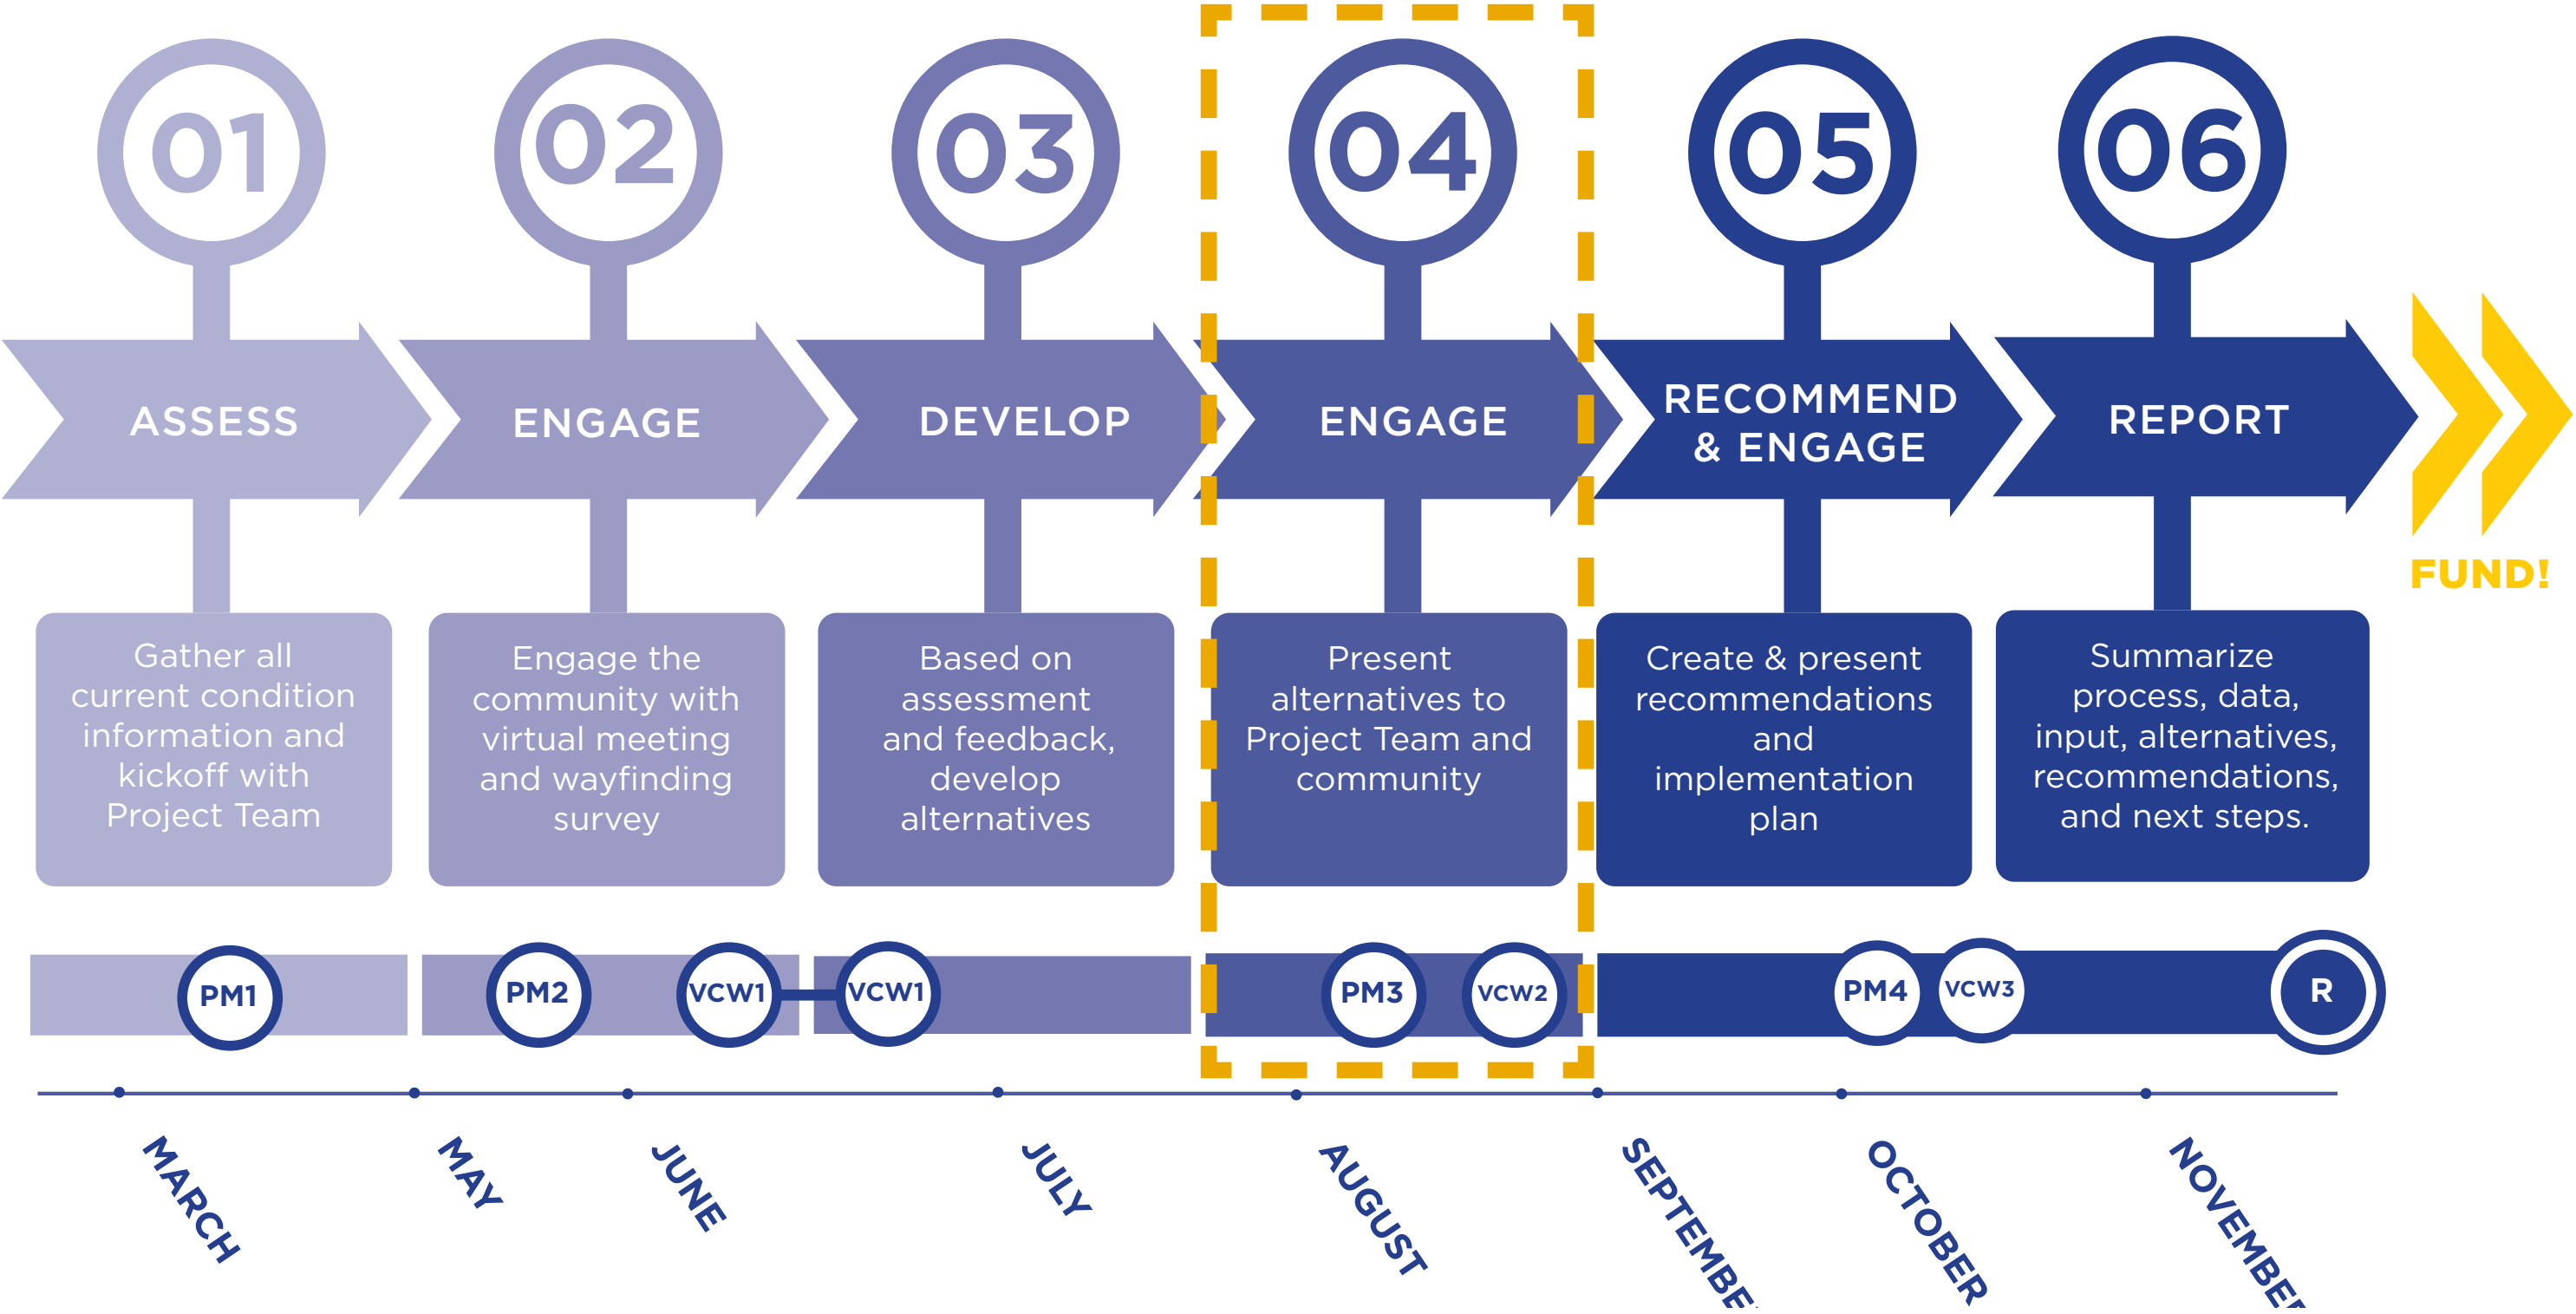 01
02
03
04
05
06
ASSESS
ENGAGE
DEVELOP
ENGAGE
RECOMMEND
& ENGAGE
REPORT
FUND!
Gather all
current condition
information and
kickoff with
Project Team
Engage the
community with
virtual meeting
and wayfinding
survey
Based on
assessment
and feedback,
develop
alternatives
Present
alternatives to
Project Team and
community
Create & present
recommendations
and
implementation
plan
Summarize
process, data,
input, alternatives,
recommendations,
and next steps.
PM1
PM2
VCW1
VCW1
PM3
VCW2
PM4
VCW3
R
MARCH
MAY
JUNE
JULY
AUGUST
SEPTEMBE
OCTOBER
NOVEMBER